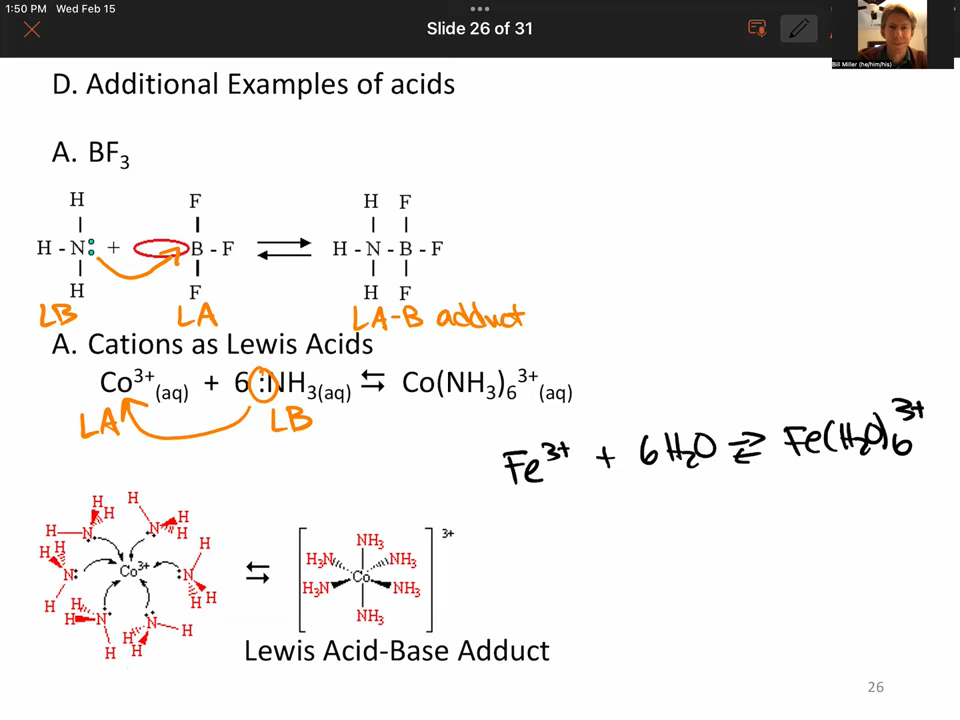 1:50 PM Wed Feb 15
Slide 26 of 31
Bill Miller (he/him/his)
D. Additional Examples of acids
A. BF₃
H F H F
H - N: + B - F ⇌ H - N - B - F
H F H F
LB LA LA-B adduct
A. Cations as Lewis Acids
Co³⁺(aq) + 6 :NH₃(aq) ⇆ Co(NH₃)₆³⁺(aq)
LA LB
Fe³⁺ + 6H₂O ⇌ Fe(H₂O)₆³⁺
H H H H H
H N N H H
H H
N: Co³⁺ :N
H H H H
H N N H
H H H
⇆
[ ]³⁺
NH₃
H₃N NH₃
Co
H₃N NH₃
NH₃
Lewis Acid-Base Adduct
26